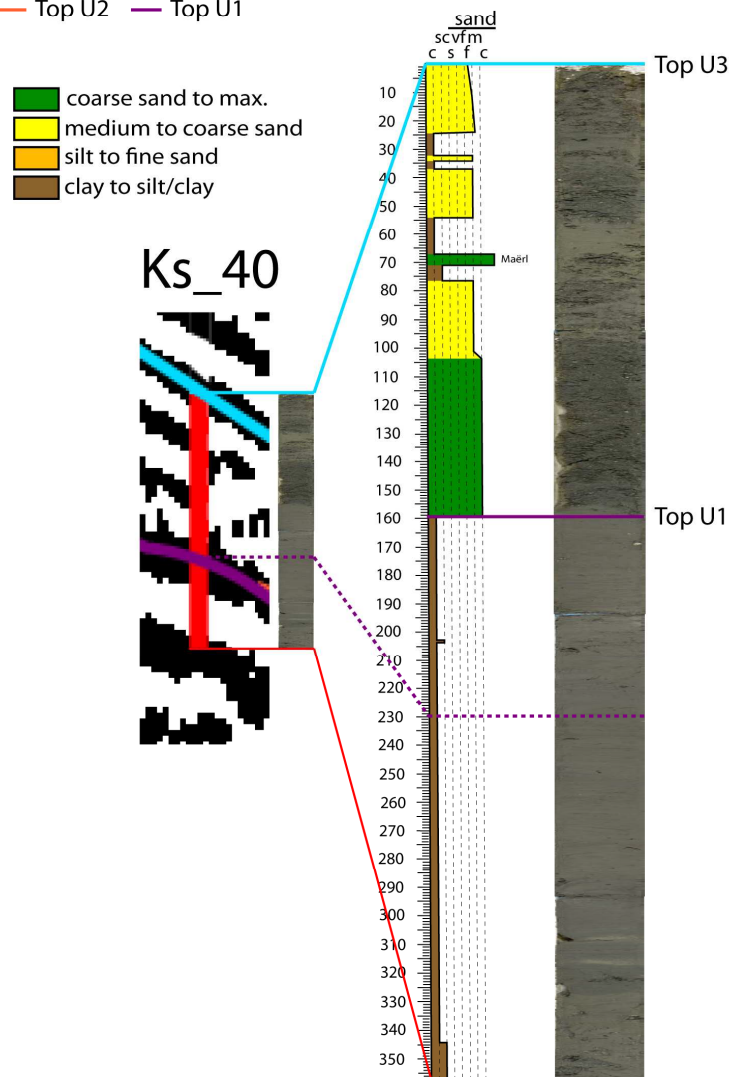 Top U2 Top U1
sand
sc vf m
c s f c
Top U3
coarse sand to max.
medium to coarse sand
silt to fine sand
clay to silt/clay
Ks_40
10
20
30
40
50
60
70
Maërl
80
90
100
110
120
130
140
150
160
Top U1
170
180
190
200
210
220
230
240
250
260
270
280
290
300
310
320
330
340
350